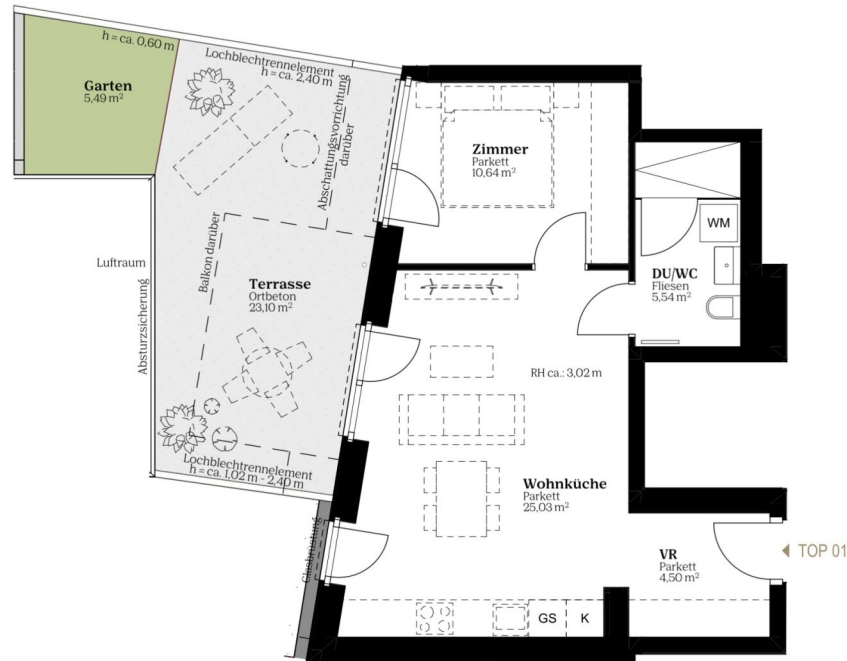 h = ca. 0,60 m
Lochblechtrennelement
h = ca. 2,40 m
Garten
5,49 m²
Abschattungsvorrichtung
darüber
Zimmer
Parkett
10,64 m²
WM
Luftraum
Absturzsicherung
Balkon darüber
Terrasse
Ortbeton
23,10 m²
DU/WC
Fliesen
5,54 m²
RH ca.: 3,02 m
Lochblechtrennelement
h = ca. 1,02 m - 2,40 m
Wohnküche
Parkett
25,03 m²
Glasbrüstung
VR
Parkett
4,50 m²
TOP 01
GS
K